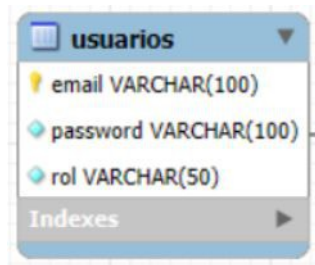 usuarios
email VARCHAR(100)
password VARCHAR(100)
rol VARCHAR(50)
Indexes